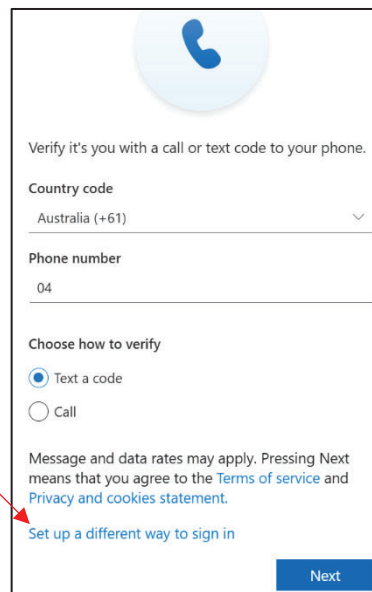 Verify it's you with a call or text code to your phone.
Country code
Australia (+61)
Phone number
04
Choose how to verify
Text a code
Call
Message and data rates may apply. Pressing Next
means that you agree to the Terms of service and
Privacy and cookies statement.
Set up a different way to sign in
Next